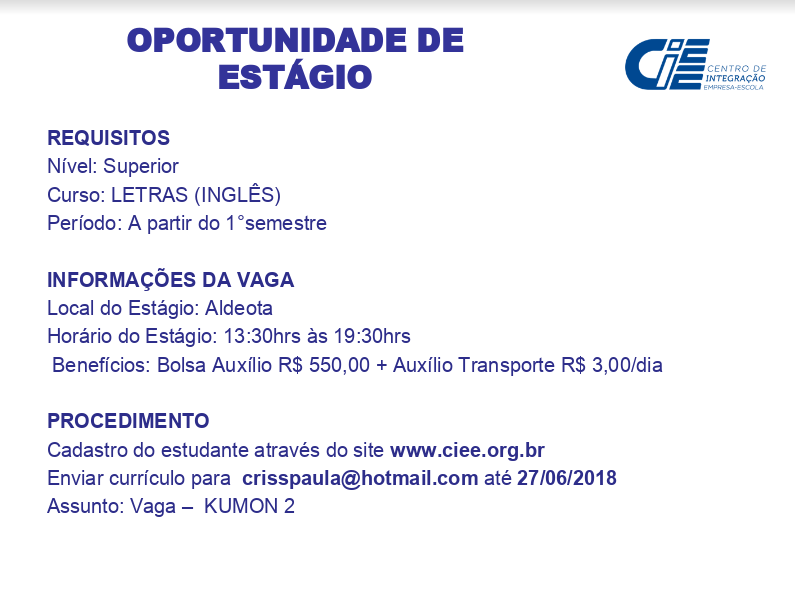 OPORTUNIDADE DE
ESTÁGIO
CIEE
CENTRO DE
INTEGRAÇÃO
EMPRESA-ESCOLA
REQUISITOS
Nível: Superior
Curso: LETRAS (INGLÊS)
Período: A partir do 1°semestre
INFORMAÇÕES DA VAGA
Local do Estágio: Aldeota
Horário do Estágio: 13:30hrs às 19:30hrs
Benefícios: Bolsa Auxílio R$ 550,00 + Auxílio Transporte R$ 3,00/dia
PROCEDIMENTO
Cadastro do estudante através do site www.ciee.org.br
Enviar currículo para crisspaula@hotmail.com até 27/06/2018
Assunto: Vaga – KUMON 2